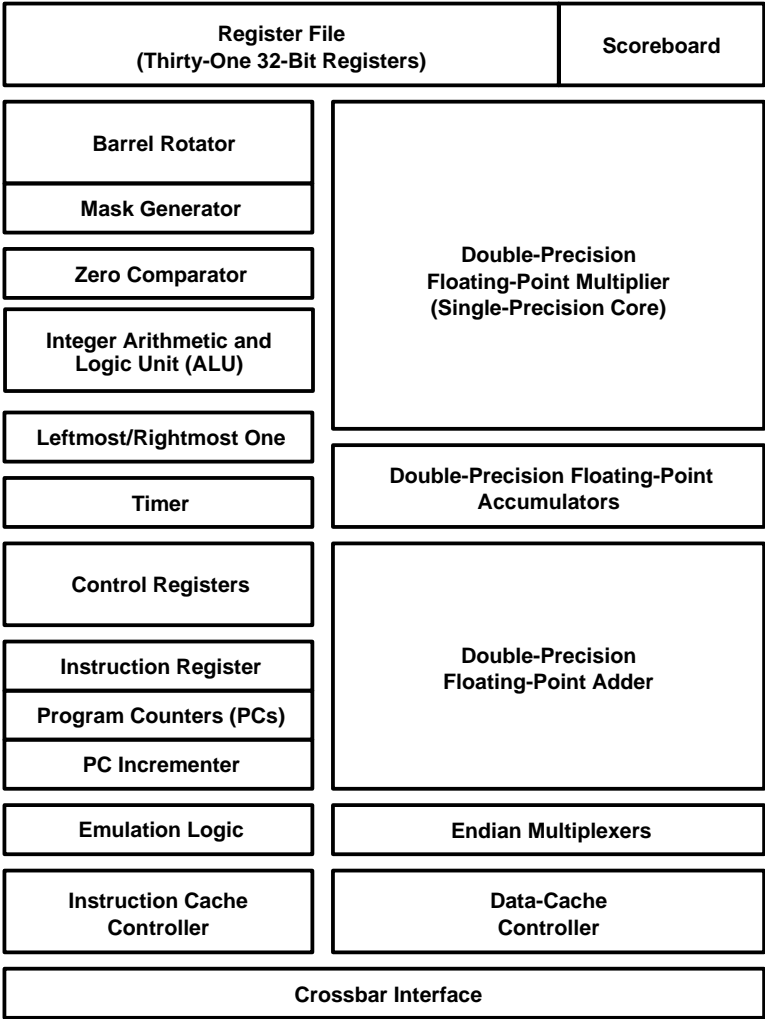 Register File
(Thirty-One 32-Bit Registers)
Scoreboard
Barrel Rotator
Mask Generator
Zero Comparator
Integer Arithmetic and
Logic Unit (ALU)
Leftmost/Rightmost One
Timer
Control Registers
Instruction Register
Program Counters (PCs)
PC Incrementer
Emulation Logic
Instruction Cache
Controller
Double-Precision
Floating-Point Multiplier
(Single-Precision Core)
Double-Precision Floating-Point
Accumulators
Double-Precision
Floating-Point Adder
Endian Multiplexers
Data-Cache
Controller
Crossbar Interface